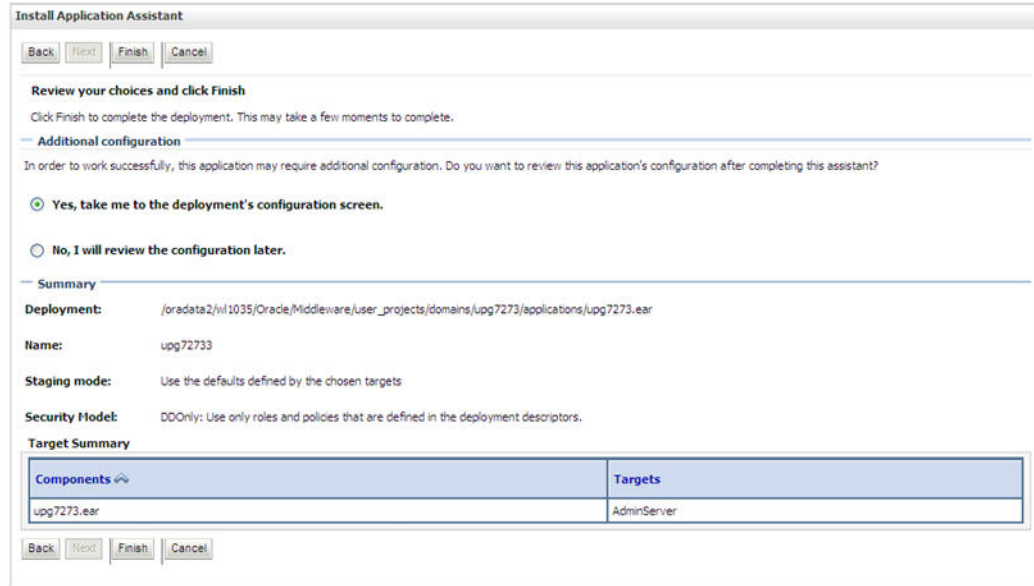 Install Application Assistant
Back Next Finish Cancel
Review your choices and click Finish
Click Finish to complete the deployment. This may take a few moments to complete.
Additional configuration
In order to work successfully, this application may require additional configuration. Do you want to review this application's configuration after completing this assistant?
Yes, take me to the deployment's configuration screen.
No, I will review the configuration later.
Summary
Deployment: /oradata2/wl1035/Oracle/Middleware/user_projects/domains/upg7273/applications/upg7273.ear
Name: upg72733
Staging mode: Use the defaults defined by the chosen targets
Security Model: DDOnly: Use only roles and policies that are defined in the deployment descriptors.
Target Summary
Components Targets
upg7273.ear AdminServer
Back Next Finish Cancel